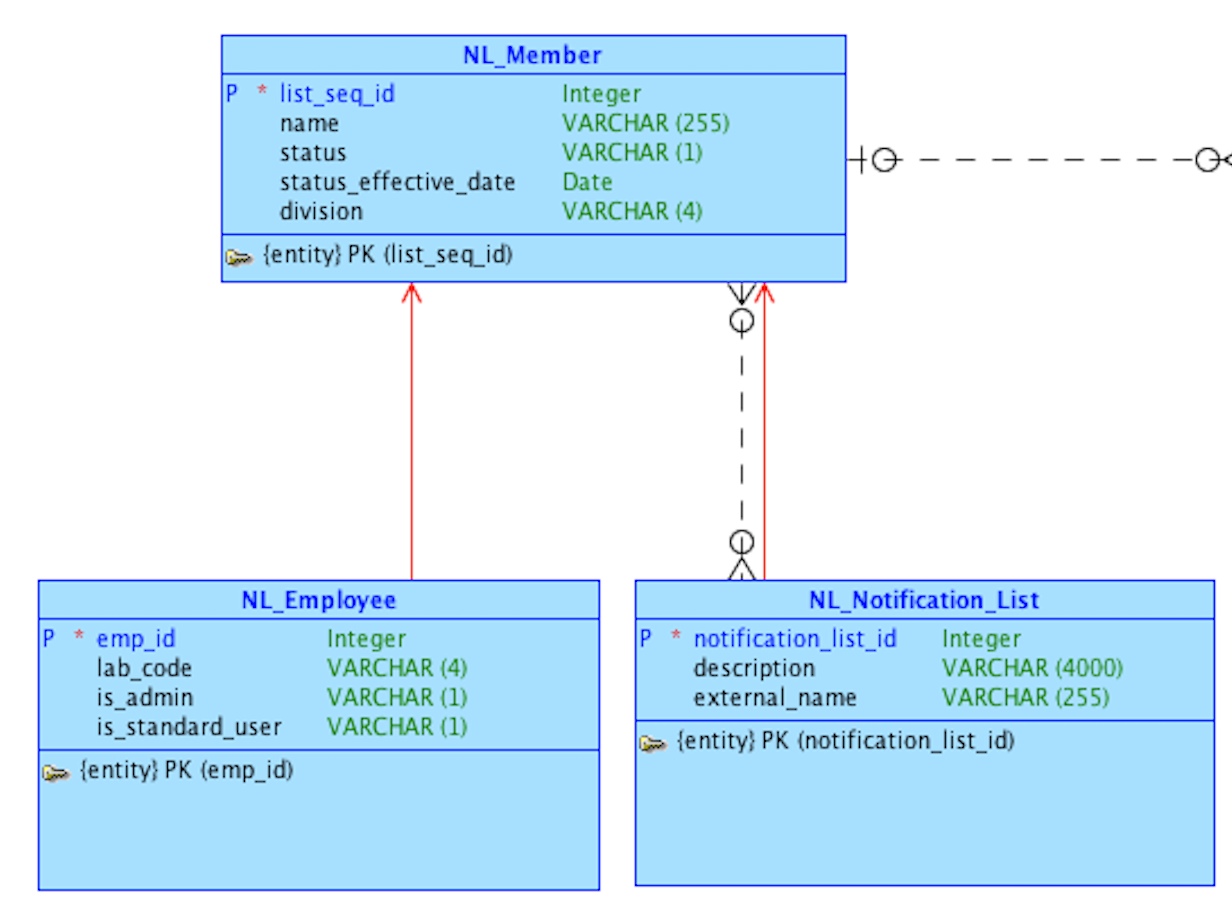 NL_Member
P * list_seq_id Integer
name VARCHAR (255)
status VARCHAR (1)
status_effective_date Date
division VARCHAR (4)
{entity} PK (list_seq_id)
NL_Employee
P * emp_id Integer
lab_code VARCHAR (4)
is_admin VARCHAR (1)
is_standard_user VARCHAR (1)
{entity} PK (emp_id)
NL_Notification_List
P * notification_list_id Integer
description VARCHAR (4000)
external_name VARCHAR (255)
{entity} PK (notification_list_id)